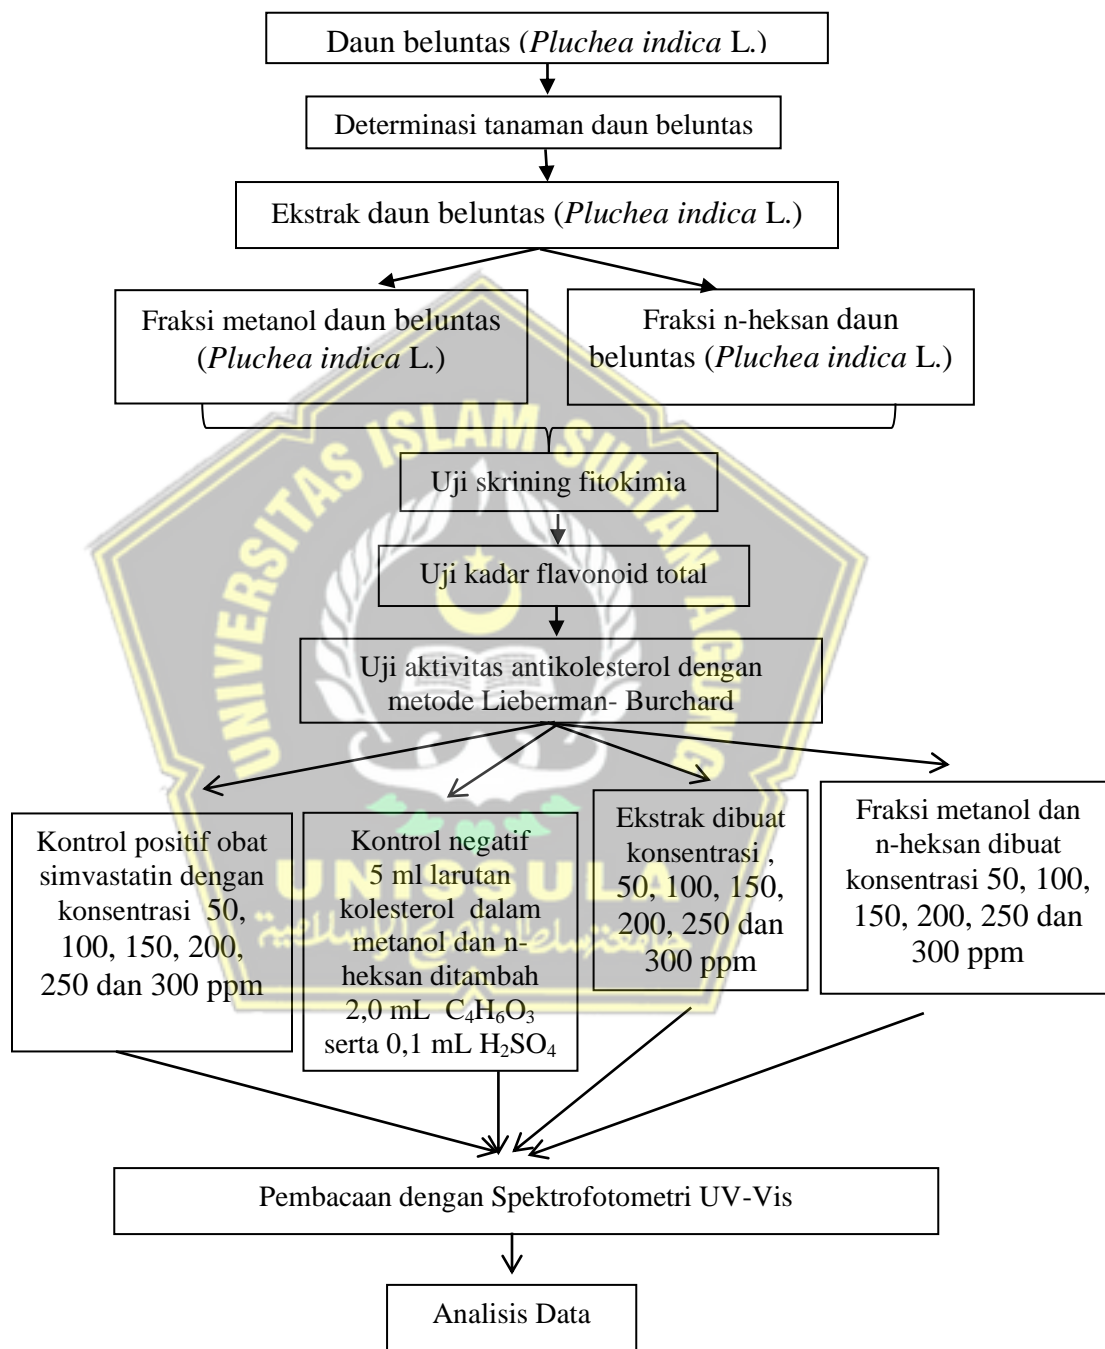 Daun beluntas (Pluchea indica L.)
Determinasi tanaman daun beluntas
Ekstrak daun beluntas (Pluchea indica L.)
Fraksi metanol daun beluntas
(Pluchea indica L.)
Fraksi n-heksan daun
beluntas (Pluchea indica L.)
Uji skrining fitokimia
Uji kadar flavonoid total
Uji aktivitas antikolesterol dengan
metode Lieberman- Burchard
Kontrol positif obat
simvastatin dengan
konsentrasi 50,
100, 150, 200,
250 dan 300 ppm
Kontrol negatif
5 ml larutan
kolesterol dalam
metanol dan n-
heksan ditambah
2,0 mL C₄H₆O₃
serta 0,1 mL H₂SO₄
Ekstrak dibuat
konsentrasi ,
50, 100, 150,
200, 250 dan
300 ppm
Fraksi metanol dan
n-heksan dibuat
konsentrasi 50, 100,
150, 200, 250 dan
300 ppm
Pembacaan dengan Spektrofotometri UV-Vis
Analisis Data
UNIVERSITAS ISLAM SULTAN AGUNG
UNISSULA